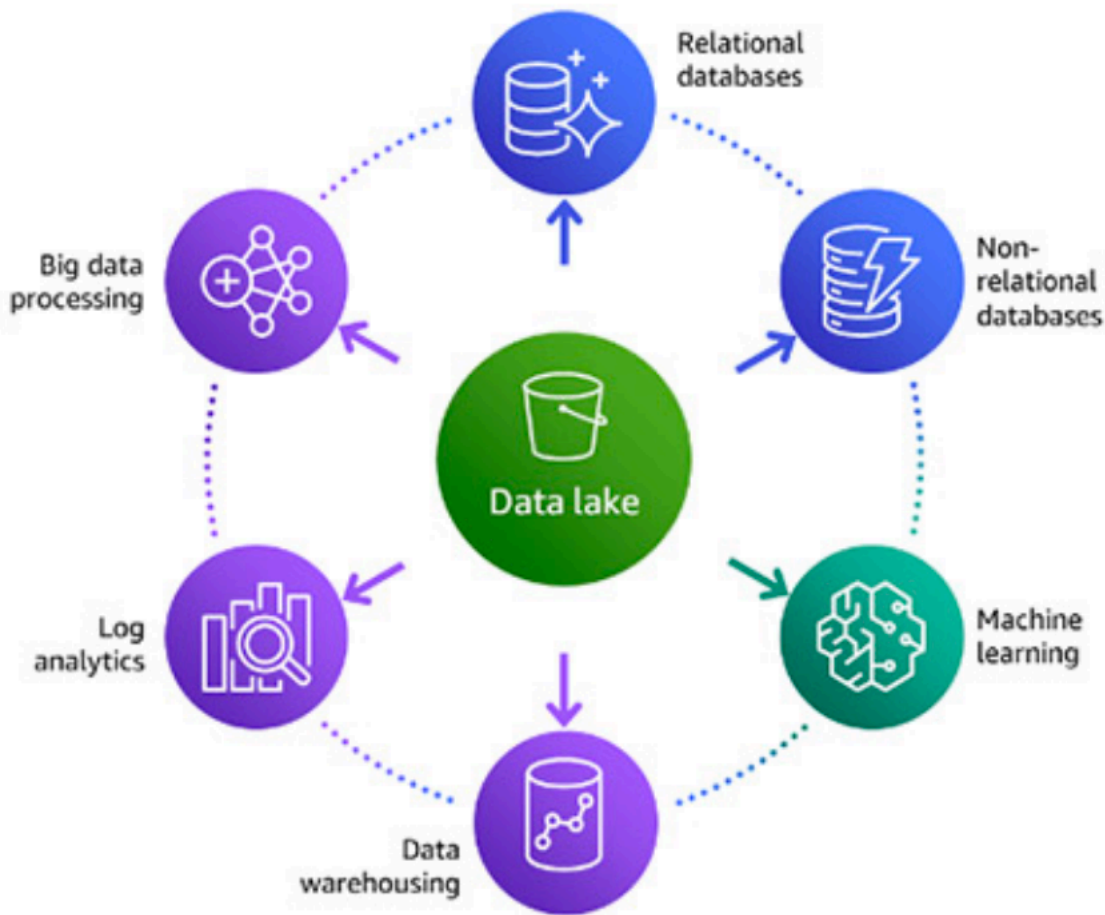 Relational
databases
Non-
relational
databases
Big data
processing
Data lake
Machine
learning
Log
analytics
Data
warehousing